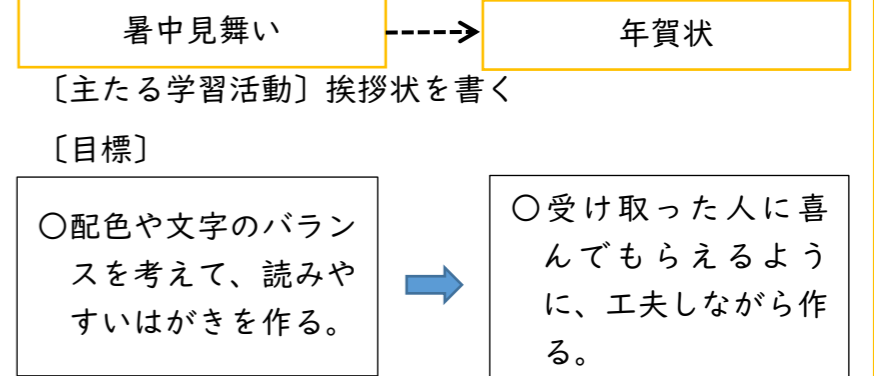 暑中見舞い
年賀状
〔主たる学習活動〕挨拶状を書く
〔目標〕
〇配色や文字のバラン
スを考えて、読みや
すいはがきを作る。
〇受け取った人に喜
んでもらえるよう
に、工夫しながら作
る。